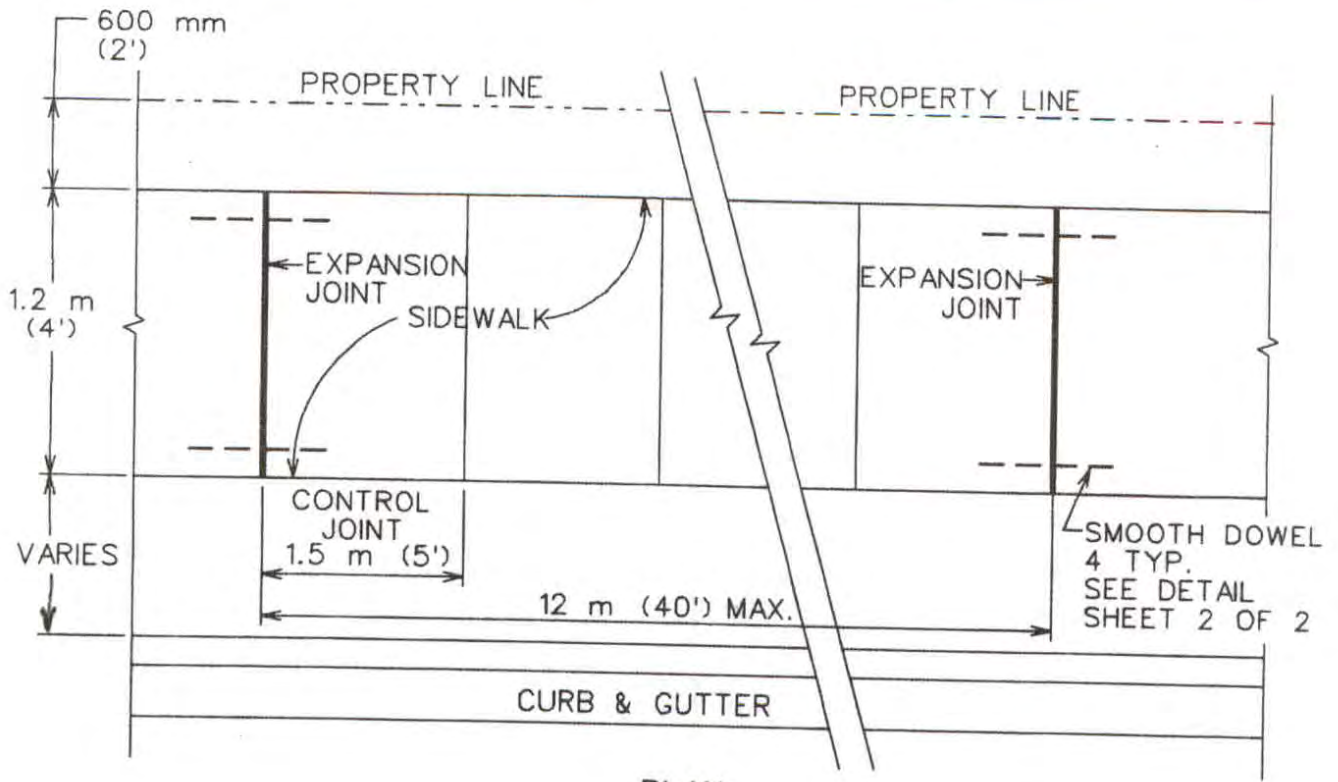 600 mm
(2')
PROPERTY LINE
PROPERTY LINE
EXPANSION
JOINT
EXPANSION
JOINT
1.2 m
(4')
SIDEWALK
CONTROL
JOINT
1.5 m (5')
VARIES
12 m (40') MAX.
SMOOTH DOWEL
4 TYP.
SEE DETAIL
SHEET 2 OF 2
CURB & GUTTER